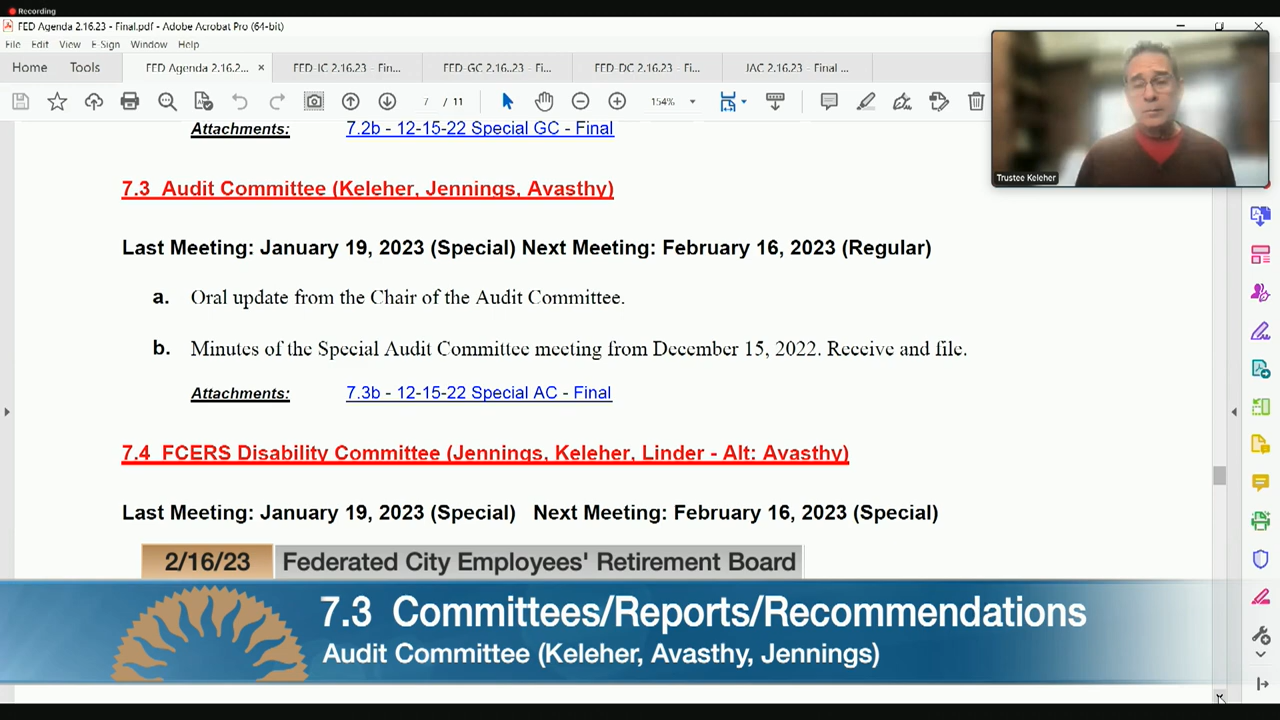 Recording
FED Agenda 2.16.23 - Final.pdf - Adobe Acrobat Pro (64-bit)
File Edit View E Sign Window Help
Home Tools FED Agenda 2.16.2... × FED-IC 2.16.23 - Fin... FED-GC 2.16.23 - Fi... FED-DC 2.16.23 - Fi... JAC 2.16.23 - Final ...
7 / 11 154%
Attachments: 7.2b - 12-15-22 Special GC - Final
Trustee Keleher
7.3 Audit Committee (Keleher, Jennings, Avasthy)
Last Meeting: January 19, 2023 (Special) Next Meeting: February 16, 2023 (Regular)
a. Oral update from the Chair of the Audit Committee.
b. Minutes of the Special Audit Committee meeting from December 15, 2022. Receive and file.
Attachments: 7.3b - 12-15-22 Special AC - Final
7.4 FCERS Disability Committee (Jennings, Keleher, Linder - Alt: Avasthy)
Last Meeting: January 19, 2023 (Special) Next Meeting: February 16, 2023 (Special)
2/16/23 Federated City Employees' Retirement Board
7.3 Committees/Reports/Recommendations
Audit Committee (Keleher, Avasthy, Jennings)